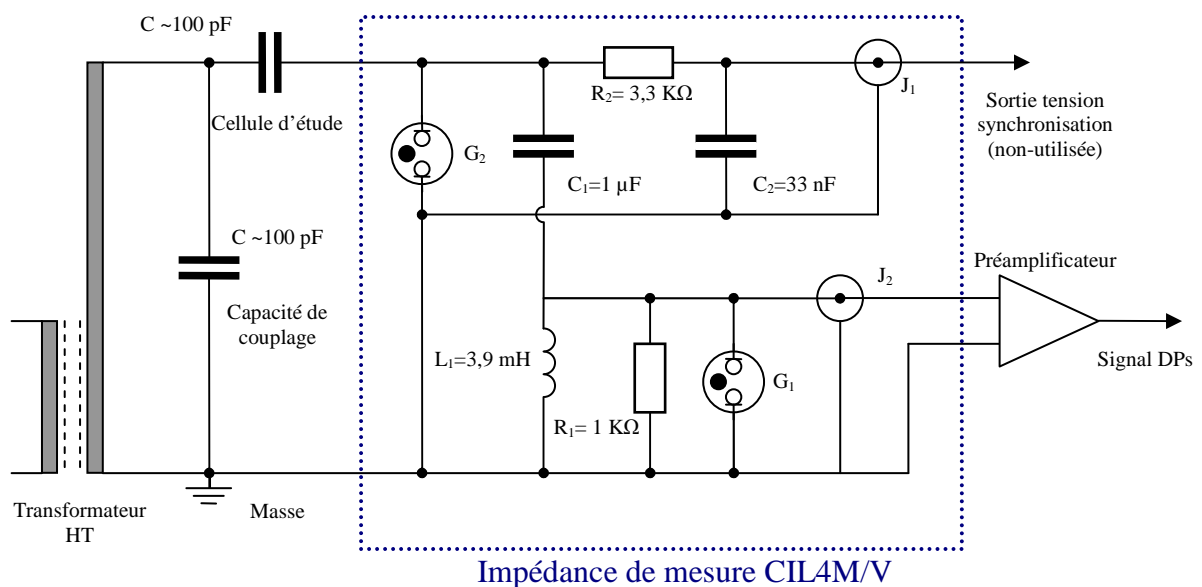 C ~100 pF
Cellule d'étude
R₂= 3,3 KΩ
J₁
Sortie tension
synchronisation
(non-utilisée)
G₂
C₁=1 µF
C₂=33 nF
C ~100 pF
Capacité de
couplage
J₂
Préamplificateur
L₁=3,9 mH
G₁
R₁= 1 KΩ
Signal DPs
Transformateur
HT
Masse
Impédance de mesure CIL4M/V